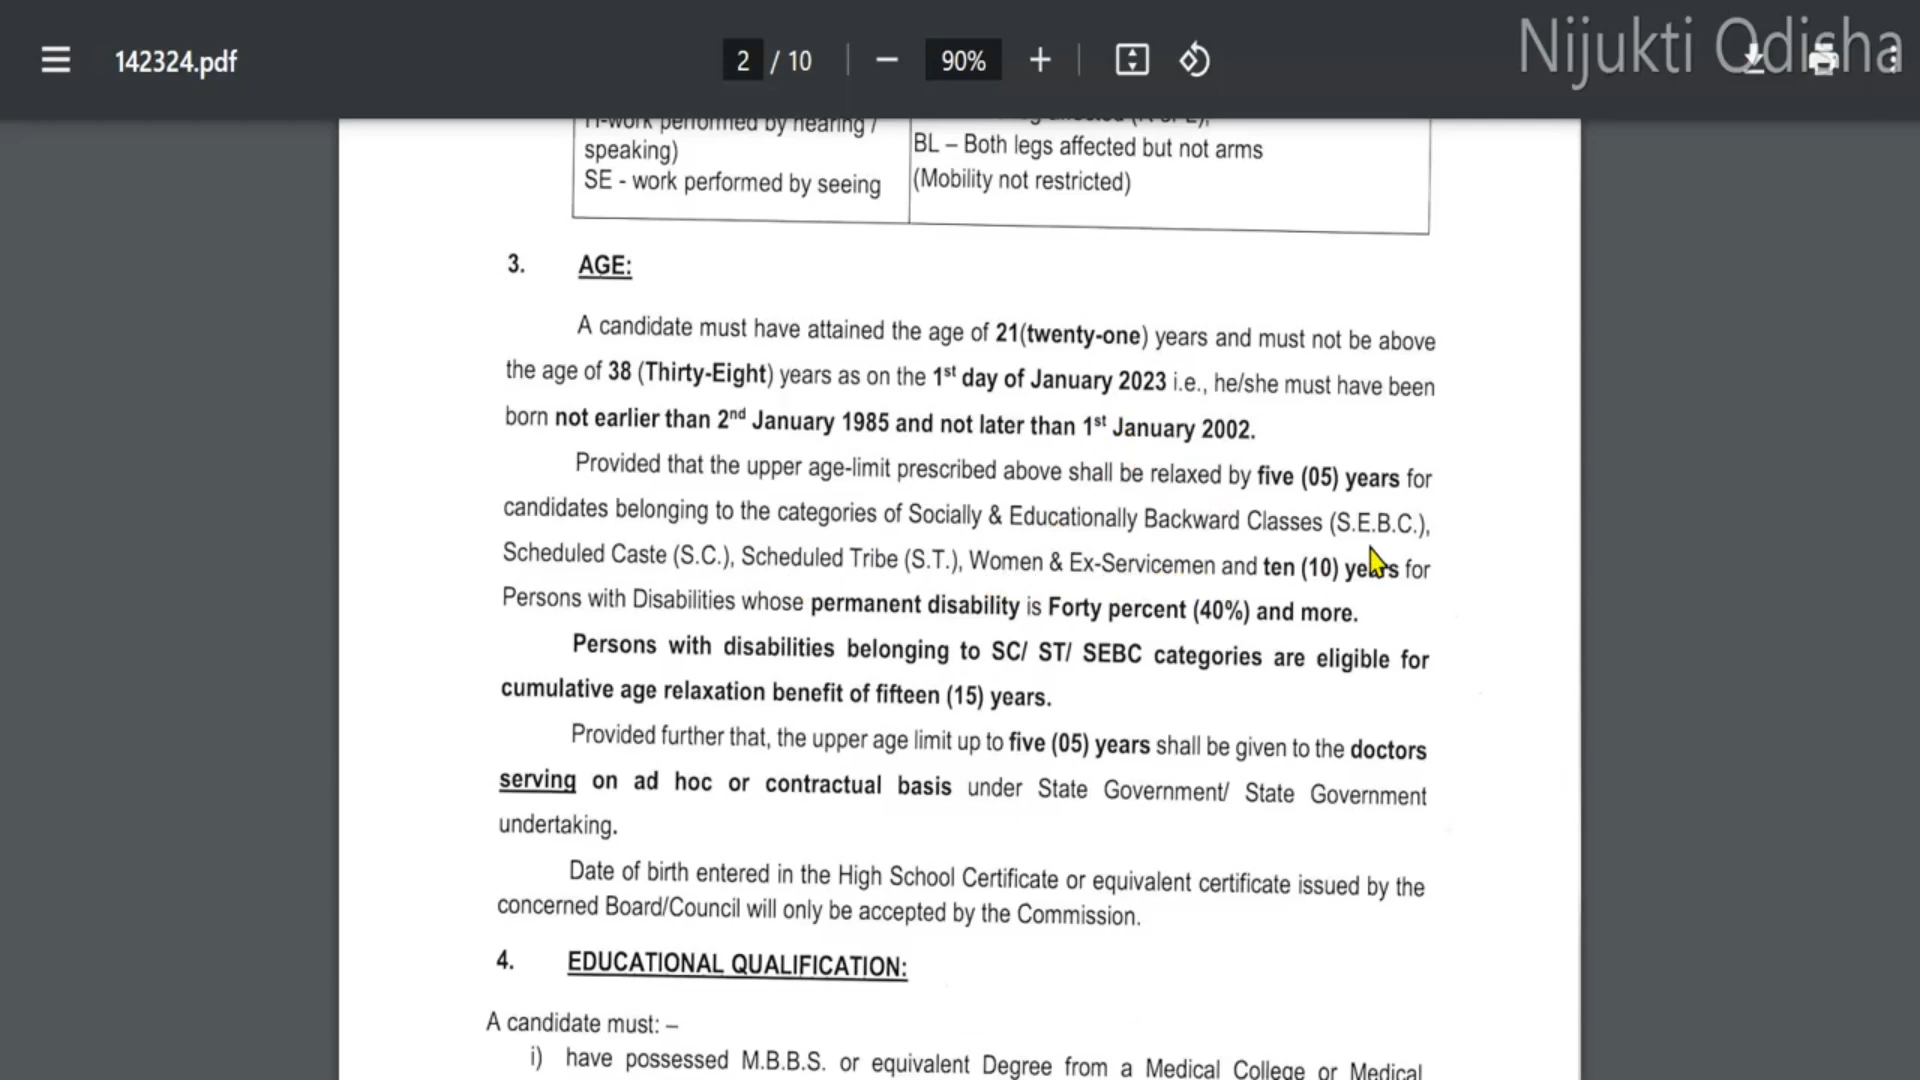 Nijukti Odisha
142324.pdf
2 / 10
90%
H-work performed by hearing /
speaking)
SE - work performed by seeing
BL – Both legs affected but not arms
(Mobility not restricted)
3. AGE:
A candidate must have attained the age of 21(twenty-one) years and must not be above
the age of 38 (Thirty-Eight) years as on the 1st day of January 2023 i.e., he/she must have been
born not earlier than 2nd January 1985 and not later than 1st January 2002.
Provided that the upper age-limit prescribed above shall be relaxed by five (05) years for
candidates belonging to the categories of Socially & Educationally Backward Classes (S.E.B.C.),
Scheduled Caste (S.C.), Scheduled Tribe (S.T.), Women & Ex-Servicemen and ten (10) years for
Persons with Disabilities whose permanent disability is Forty percent (40%) and more.
Persons with disabilities belonging to SC/ ST/ SEBC categories are eligible for
cumulative age relaxation benefit of fifteen (15) years.
Provided further that, the upper age limit up to five (05) years shall be given to the doctors
serving on ad hoc or contractual basis under State Government/ State Government
undertaking.
Date of birth entered in the High School Certificate or equivalent certificate issued by the
concerned Board/Council will only be accepted by the Commission.
4. EDUCATIONAL QUALIFICATION:
A candidate must: –
i) have possessed M.B.B.S. or equivalent Degree from a Medical College or Medical